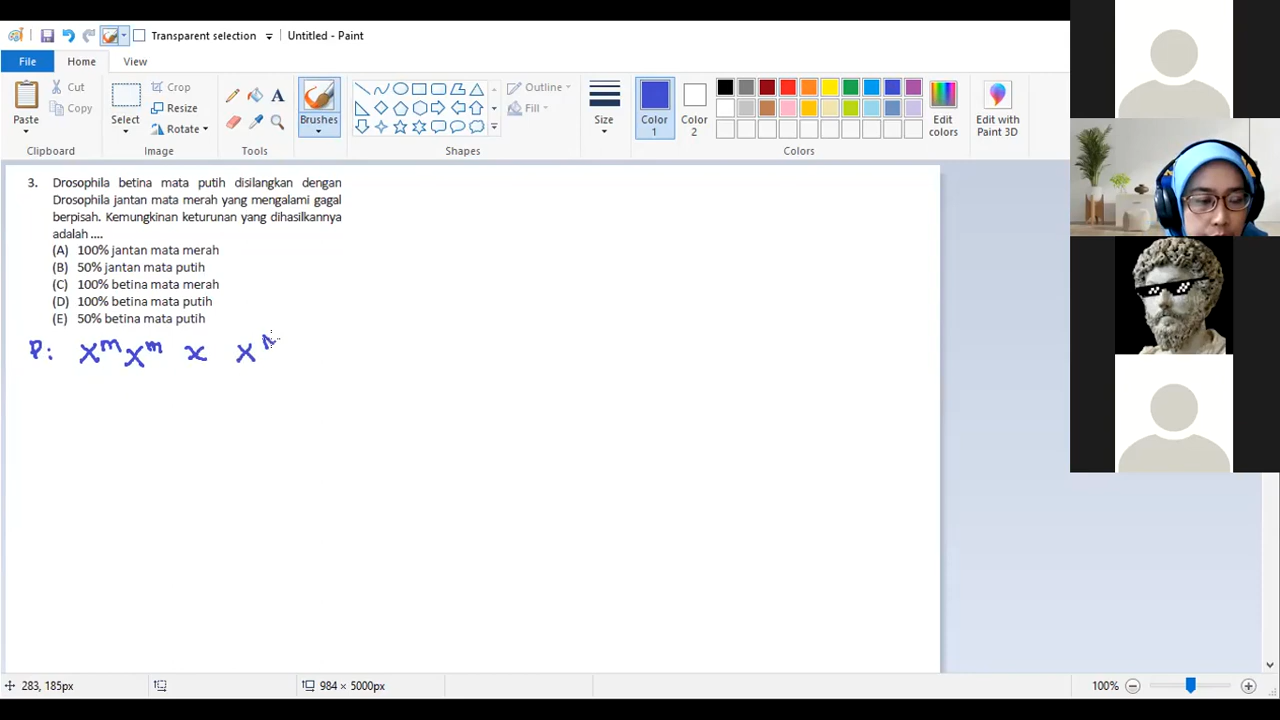 Transparent selection
Untitled - Paint
File
Home
View
Paste
Cut
Copy
Clipboard
Select
Crop
Resize
Rotate
Image
A
Tools
Brushes
Outline
Fill
Shapes
Size
Color 1
Color 2
Edit colors
Edit with Paint 3D
Colors
3. Drosophila betina mata putih disilangkan dengan
Drosophila jantan mata merah yang mengalami gagal
berpisah. Kemungkinan keturunan yang dihasilkannya
adalah ....
(A) 100% jantan mata merah
(B) 50% jantan mata putih
(C) 100% betina mata merah
(D) 100% betina mata putih
(E) 50% betina mata putih
P: X^m X^m x X
283, 185px
984 × 5000px
100%